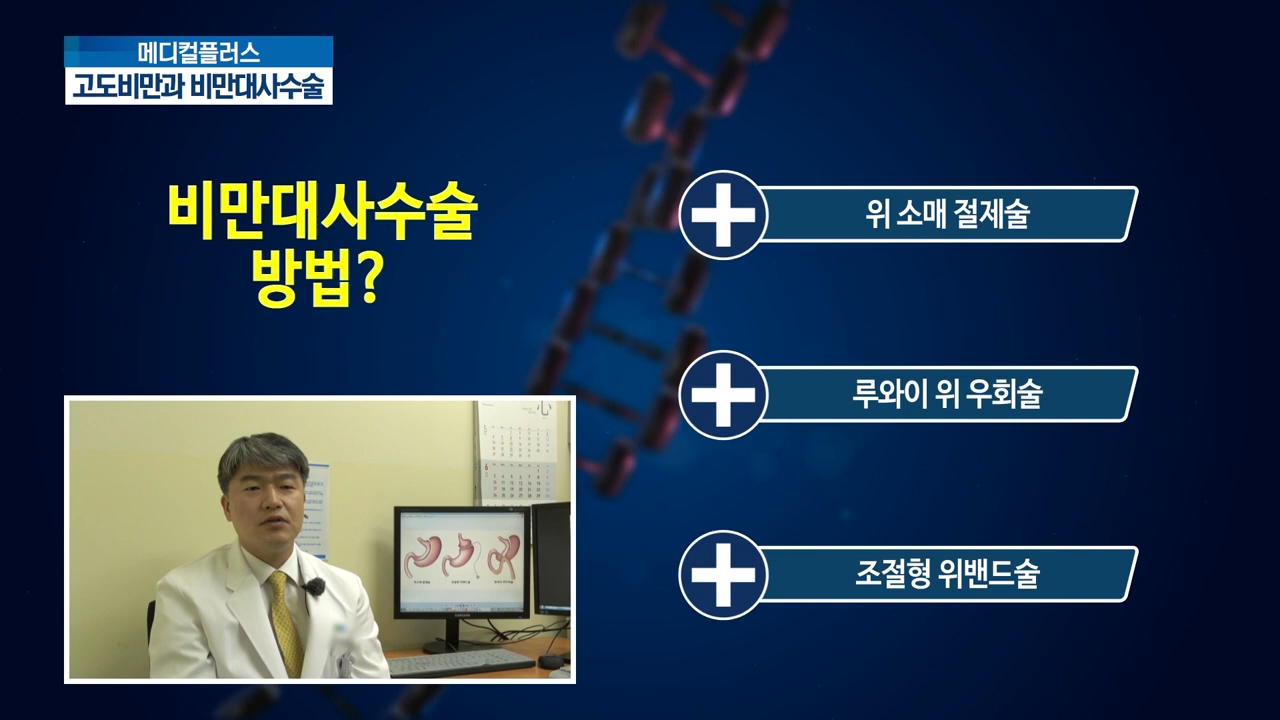 메디컬플러스
고도비만과 비만대사수술
비만대사수술
방법?
위 소매 절제술
루와이 위 우회술
조절형 위밴드술
心
6